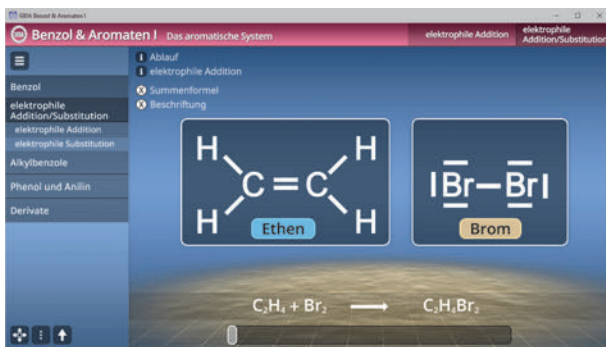 GIDA Benzol & Aromaten I
Benzol & Aromaten I Das aromatische System
elektrophile Addition
elektrophile
Addition/Substitution
Benzol
elektrophile
Addition/Substitution
elektrophile Addition
elektrophile Substitution
Alkylbenzole
Phenol und Anilin
Derivate
i Ablauf
i elektrophile Addition
X Summenformel
X Beschriftung
H H
C = C
H H
Ethen
Br–Br
Brom
C₂H₄ + Br₂ ⟶ C₂H₄Br₂